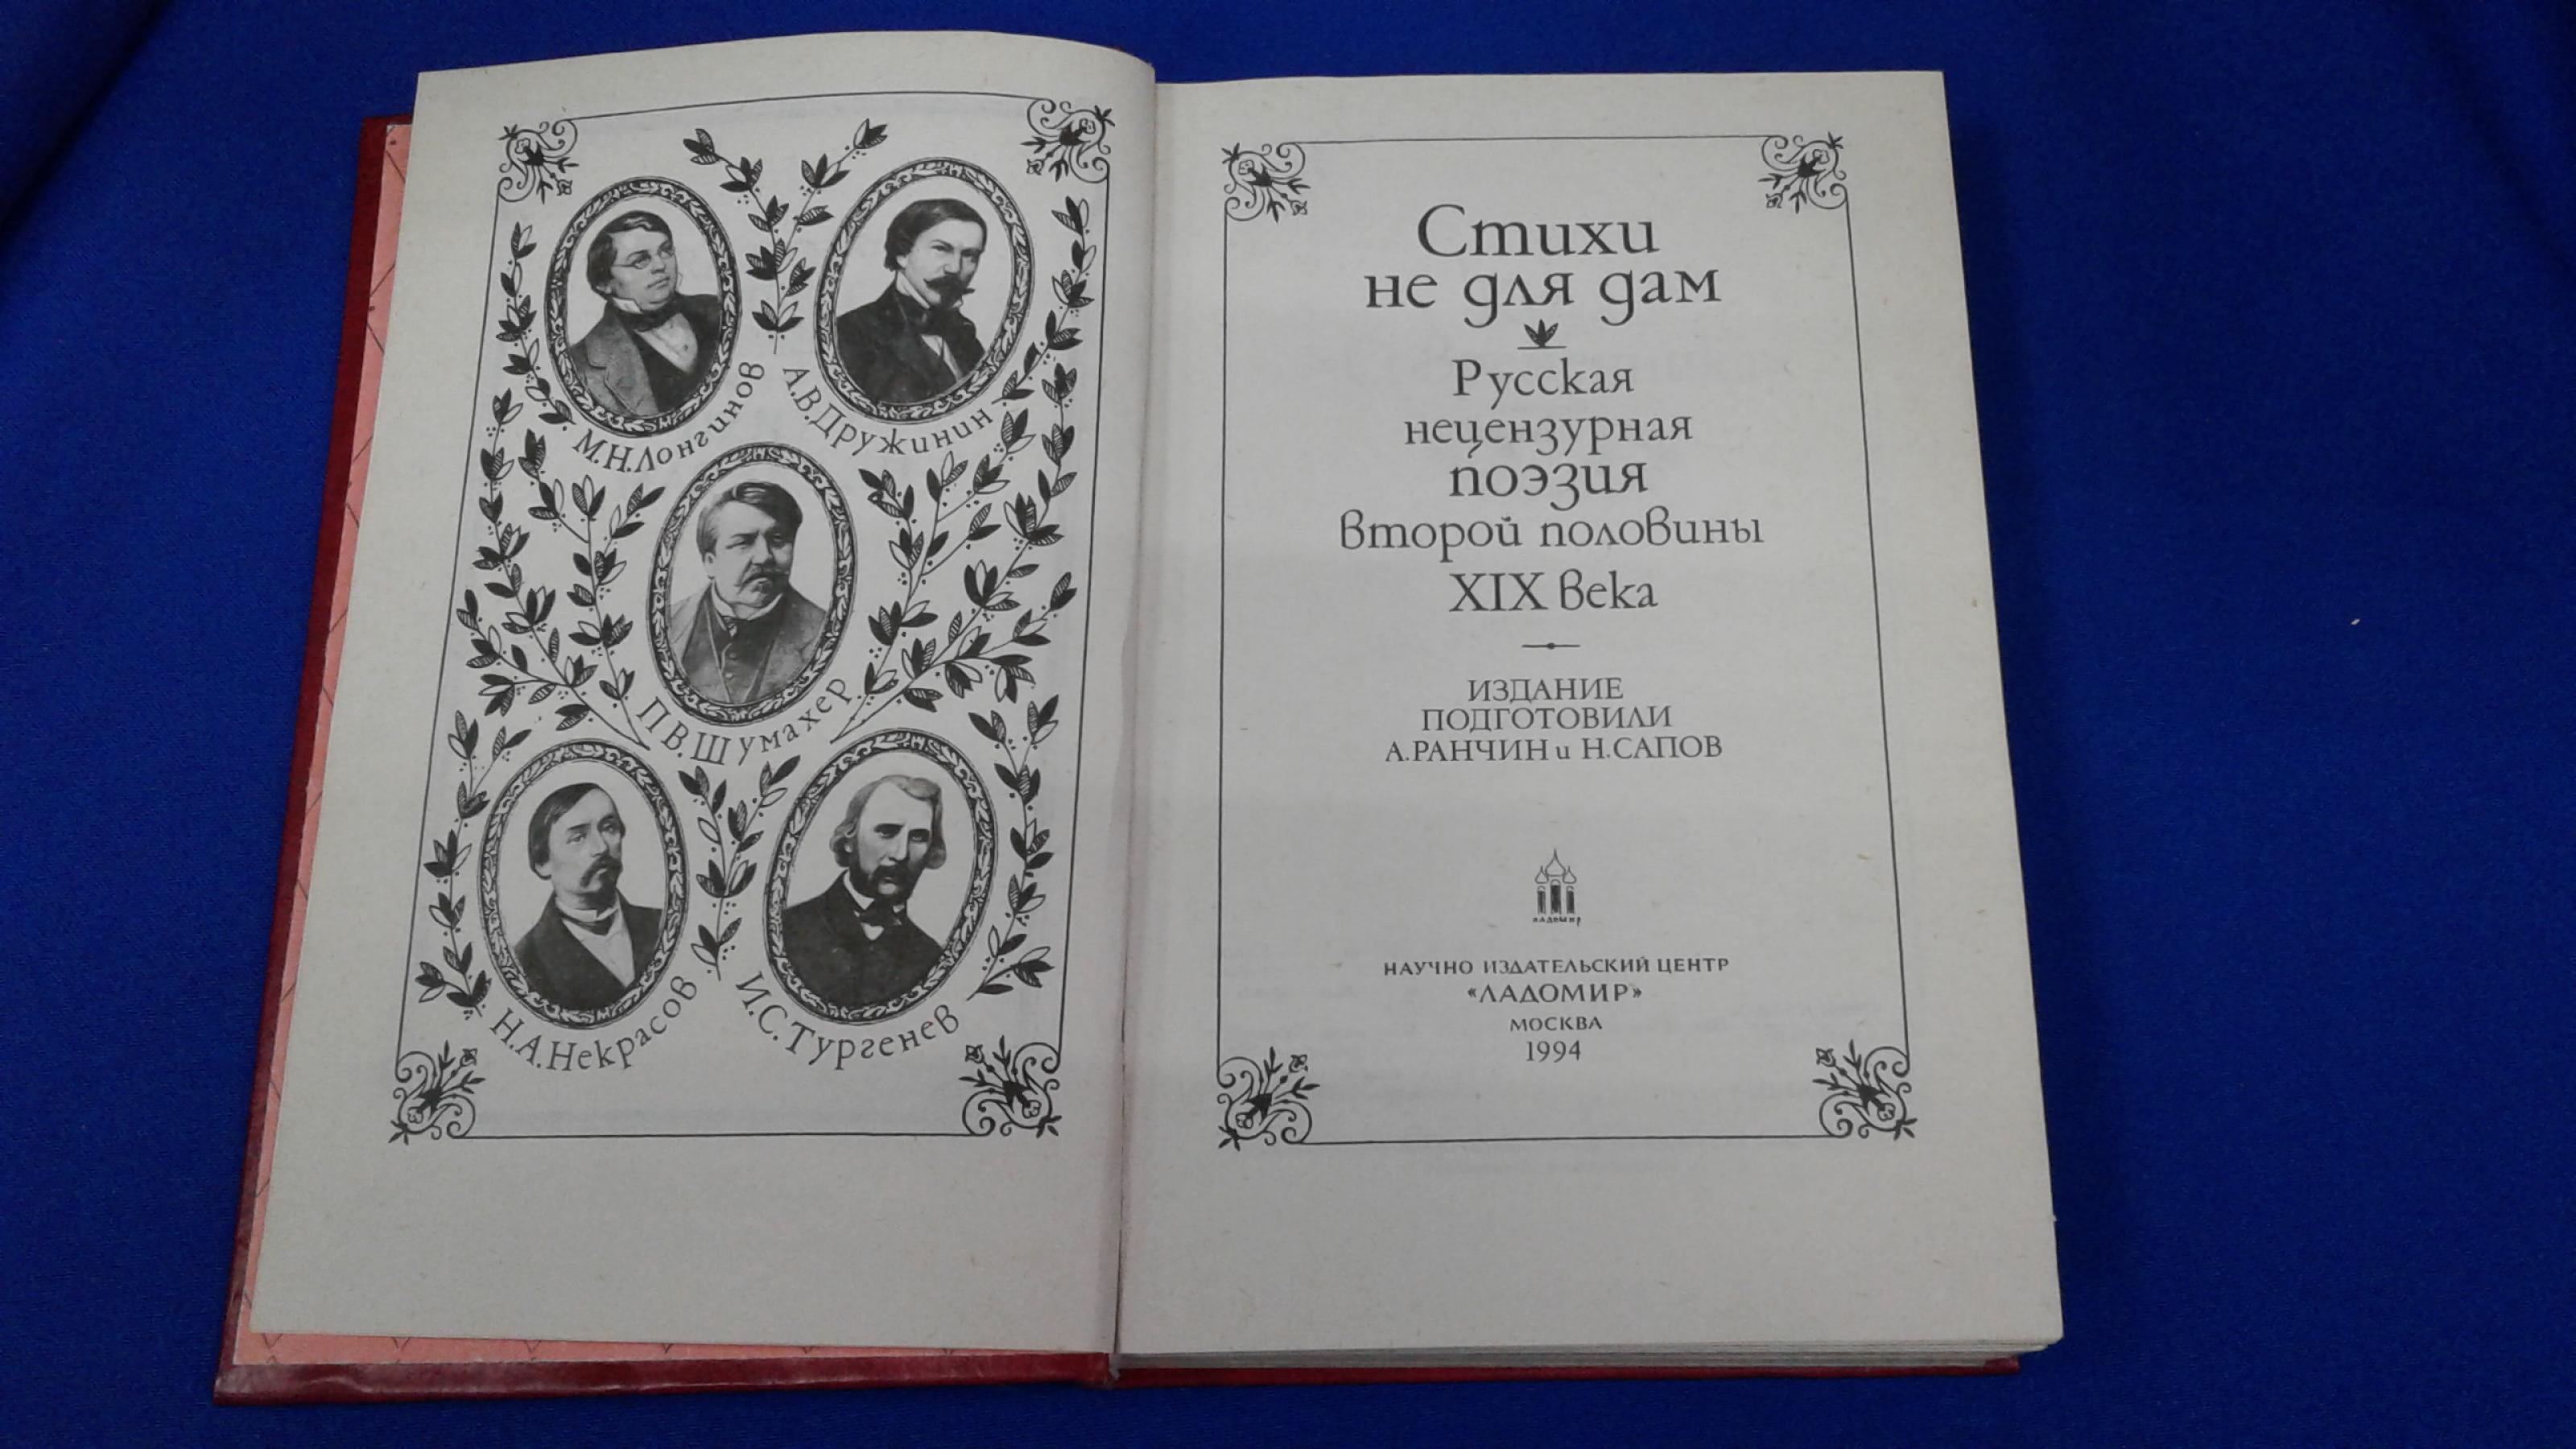 М.Н.Лонгинов
А.В.Дружинин
П.В.Шумахер
Н.А.Некрасов
И.С.Тургенев
Стихи
не для дам
Русская
нецензурная
поэзия
второй половины
XIX века
ИЗДАНИЕ
ПОДГОТОВИЛИ
А.РАНЧИН и Н.САПОВ
ЛАДОМИР
НАУЧНО ИЗДАТЕЛЬСКИЙ ЦЕНТР
«ЛАДОМИР»
МОСКВА
1994